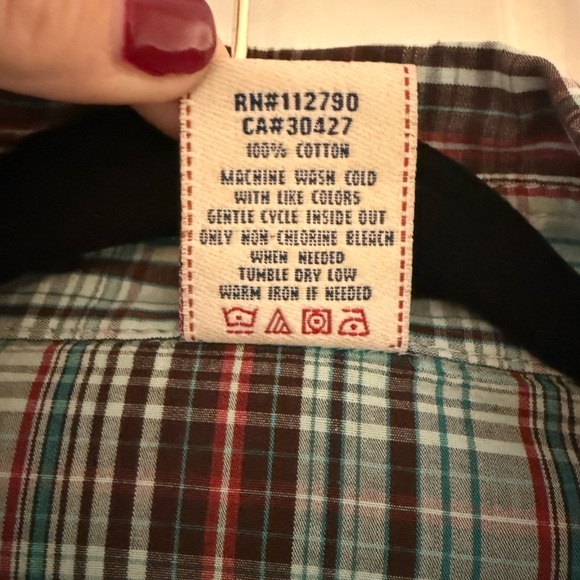 RN#112790
CA#30427
100% COTTON
MACHINE WASH COLD
WITH LIKE COLORS
GENTLE CYCLE INSIDE OUT
ONLY NON-CHLORINE BLEACH
WHEN NEEDED
TUMBLE DRY LOW
WARM IRON IF NEEDED